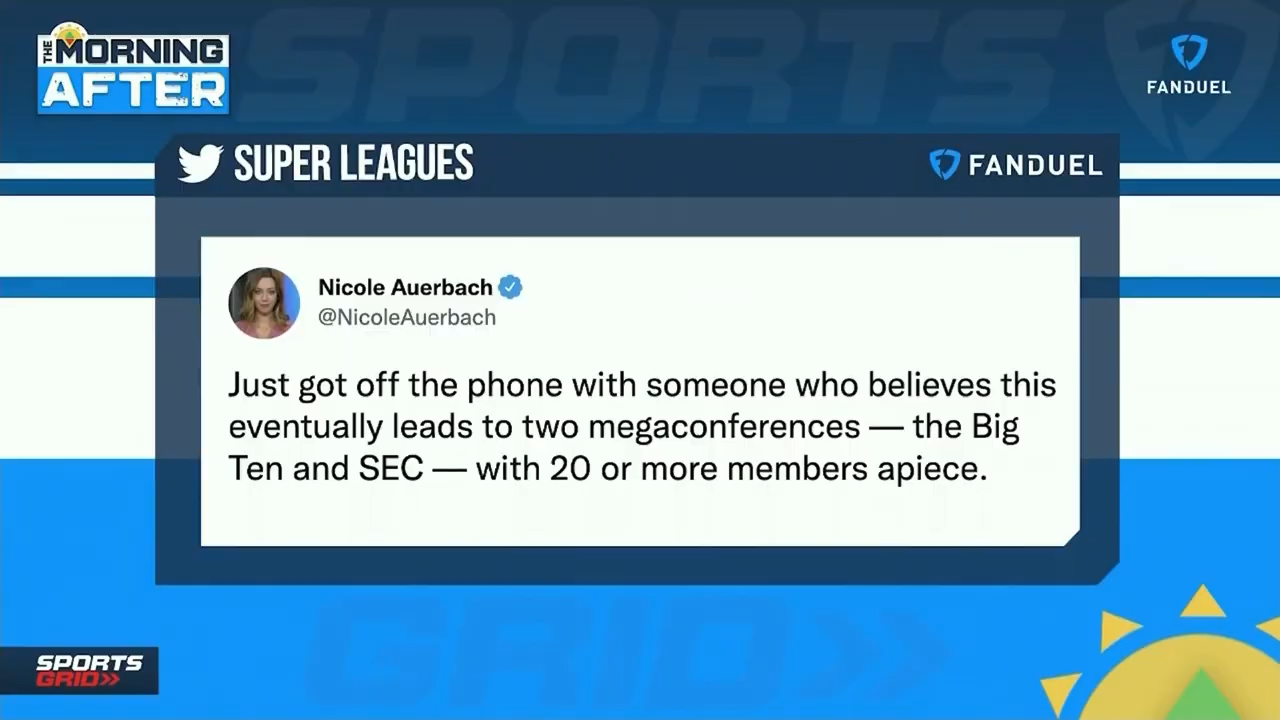 SPORTS
THE MORNING
AFTER
FANDUEL
SUPER LEAGUES
FANDUEL
Nicole Auerbach
@NicoleAuerbach
Just got off the phone with someone who believes this
eventually leads to two megaconferences — the Big
Ten and SEC — with 20 or more members apiece.
GRID»
SPORTS
GRID»